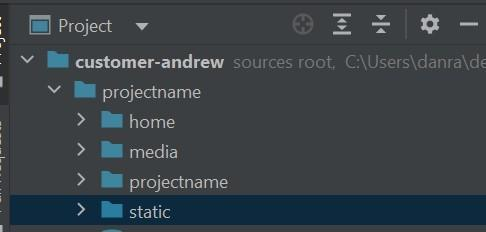 Project
customer-andrew sources root, C:\Users\danra\de
projectname
home
media
projectname
static